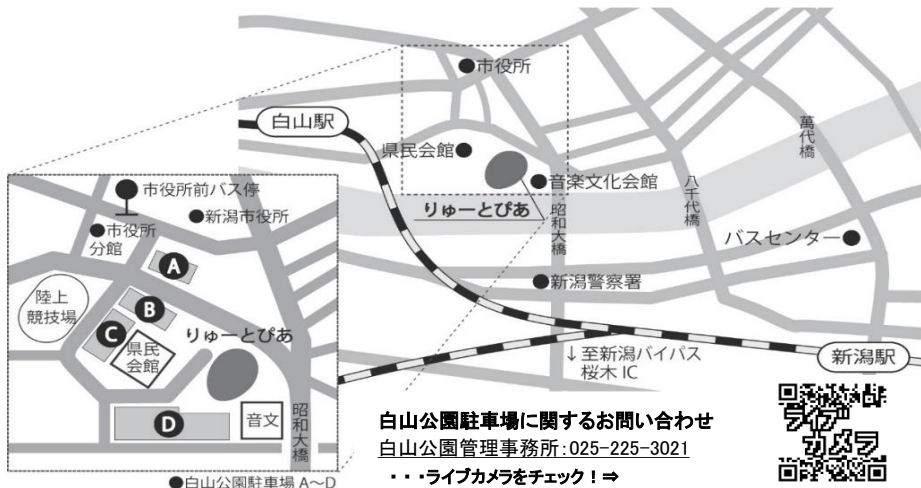 市役所
白山駅
県民会館
音楽文化会館
りゅーとぴあ
昭和大橋
八千代橋
萬代橋
バスセンター
新潟警察署
新潟駅
↓至新潟バイパス
桜木IC
市役所前バス停
新潟市役所
市役所
分館
A
B
C
陸上
競技場
県民
会館
りゅーとぴあ
D
音文
昭和大橋
●白山公園駐車場 A～D
白山公園駐車場に関するお問い合わせ
白山公園管理事務所:025-225-3021
・・・ライブカメラをチェック！⇒
ライブ
カメラ